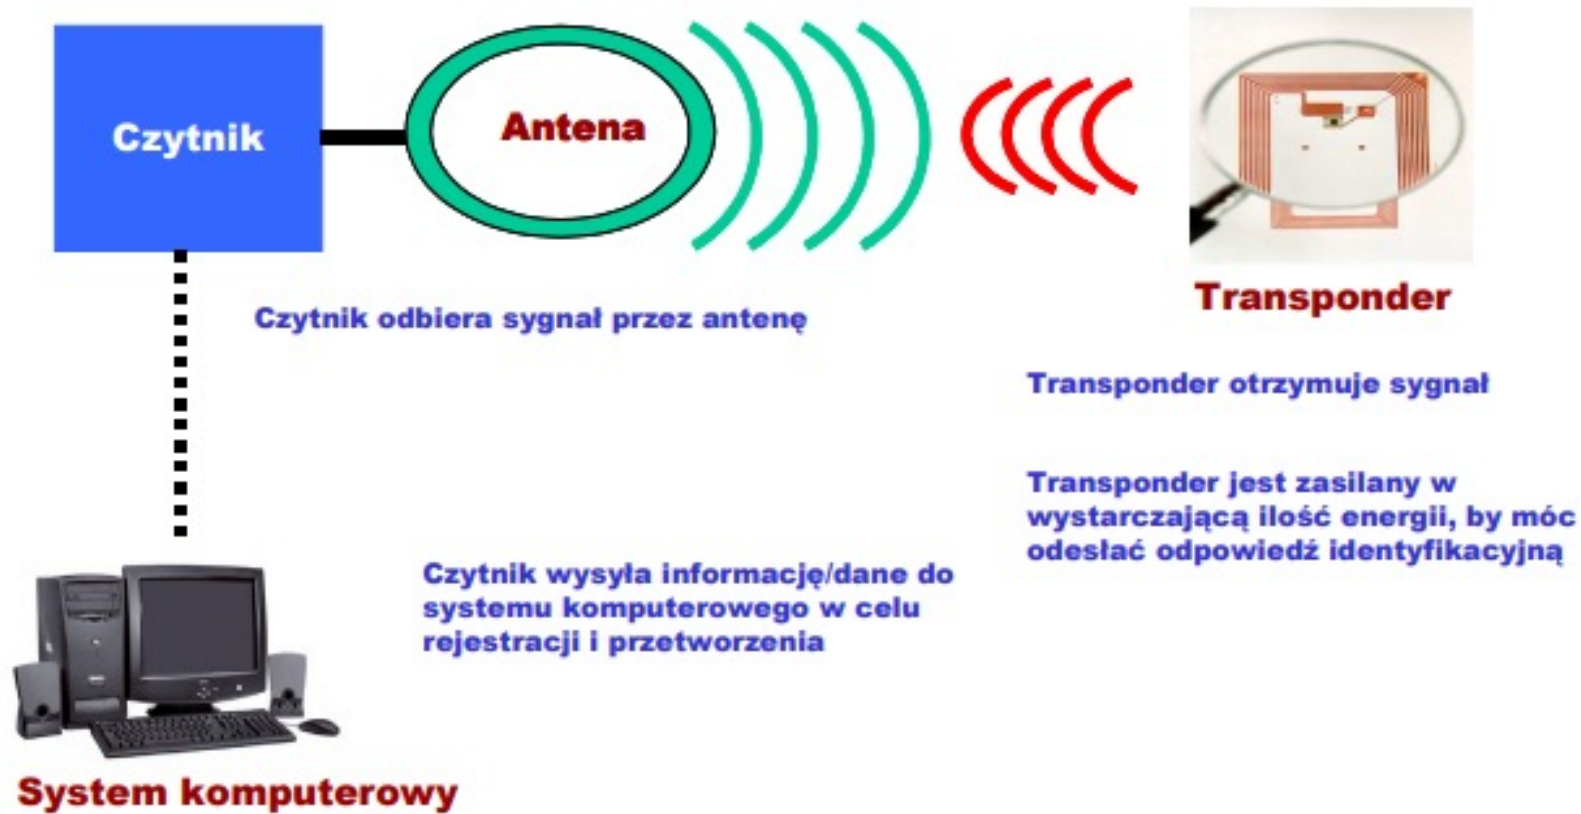 Czytnik
Antena
Transponder
Czytnik odbiera sygnał przez antenę
Transponder otrzymuje sygnał
Transponder jest zasilany w
wystarczającą ilość energii, by móc
odesłać odpowiedź identyfikacyjną
Czytnik wysyła informację/dane do
systemu komputerowego w celu
rejestracji i przetworzenia
System komputerowy